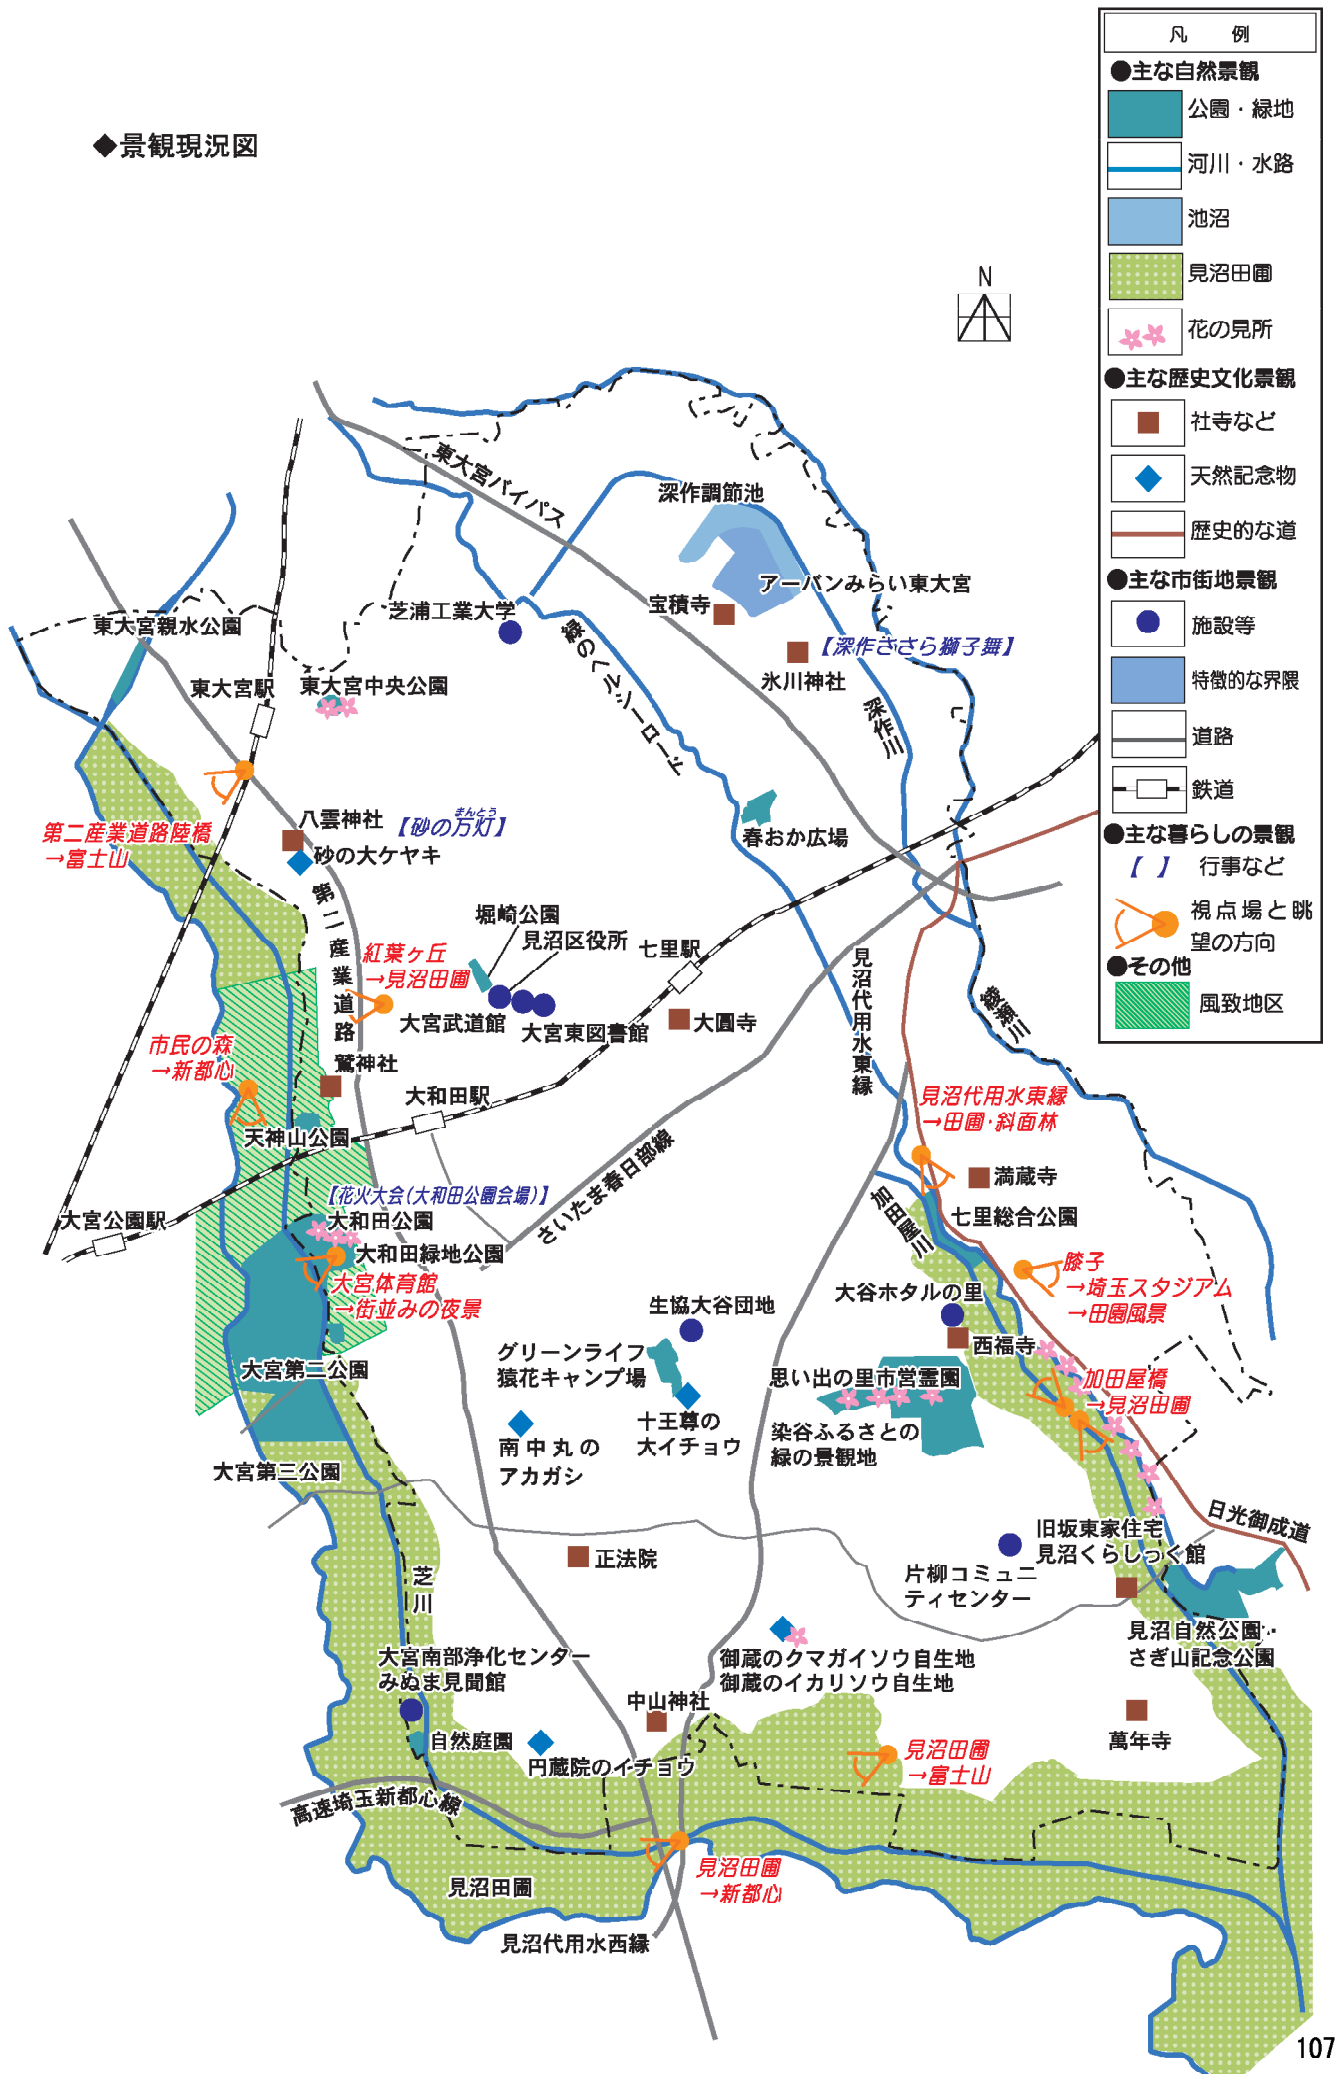 ◆景観現況図
凡 例
●主な自然景観
公園・緑地
河川・水路
池沼
見沼田圃
花の見所
●主な歴史文化景観
社寺など
天然記念物
歴史的な道
●主な市街地景観
施設等
特徴的な界隈
道路
鉄道
●主な暮らしの景観
【 】 行事など
視点場と眺
望の方向
●その他
風致地区
N
東大宮バイパス
深作調節池
アーバンみらい東大宮
宝積寺
芝浦工業大学
緑のヘルシーロード
【深作ささら獅子舞】
氷川神社
深作川
東大宮親水公園
東大宮駅
東大宮中央公園
第二産業道路陸橋
→富士山
八雲神社
まんとう
【砂の万灯】
砂の大ケヤキ
春おか広場
第二産業道路
堀崎公園
見沼区役所
七里駅
紅葉ヶ丘
→見沼田圃
大宮武道館
大宮東図書館
大圓寺
見沼代用水東縁
綾瀬川
市民の森
→新都心
鷲神社
大和田駅
天神山公園
見沼代用水東縁
→田圃・斜面林
満蔵寺
さいたま春日部線
【花火大会(大和田公園会場)】
大和田公園
大宮公園駅
大和田緑地公園
大宮体育館
→街並みの夜景
加田屋川
七里総合公園
膝子
→埼玉スタジアム
→田園風景
大谷ホタルの里
西福寺
生協大谷団地
グリーンライフ
猿花キャンプ場
大宮第二公園
思い出の里市営霊園
加田屋橋
→見沼田圃
十王尊の
大イチョウ
南中丸の
アカガシ
染谷ふるさとの
緑の景観地
大宮第三公園
日光御成道
旧坂東家住宅
見沼くらしっく館
正法院
片柳コミュニ
ティセンター
芝川
見沼自然公園・
さぎ山記念公園
大宮南部浄化センター
みぬま見聞館
御蔵のクマガイソウ自生地
御蔵のイカリソウ自生地
中山神社
萬年寺
自然庭園
円蔵院のイチョウ
見沼田圃
→富士山
高速埼玉新都心線
見沼田圃
→新都心
見沼田圃
見沼代用水西縁
107